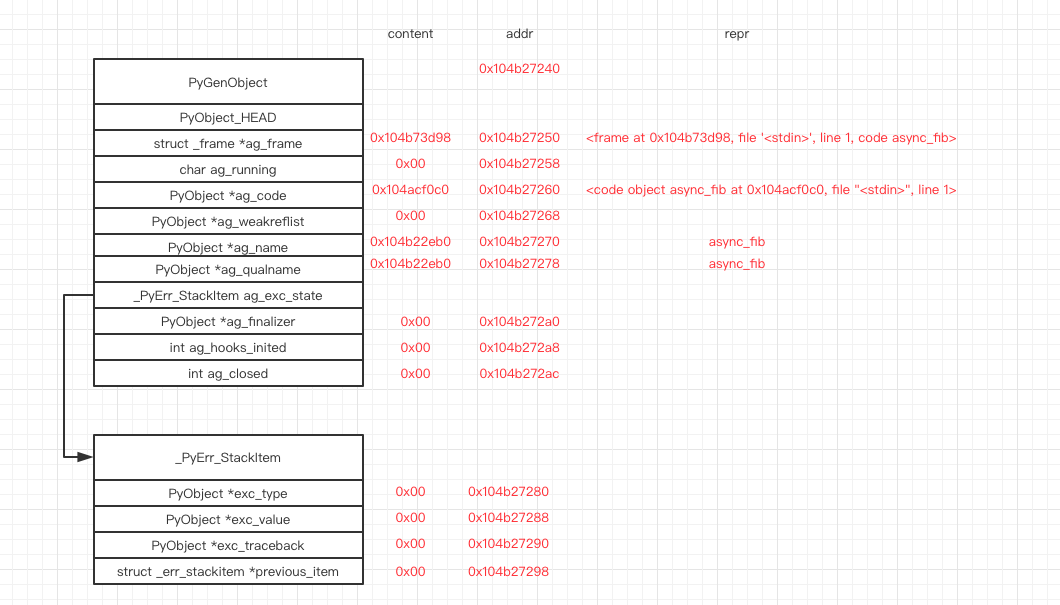 content addr repr
0x104b27240
PyGenObject
PyObject_HEAD
struct _frame *ag_frame 0x104b73d98 0x104b27250 <frame at 0x104b73d98, file '<stdin>', line 1, code async_fib>
char ag_running 0x00 0x104b27258
PyObject *ag_code 0x104acf0c0 0x104b27260 <code object async_fib at 0x104acf0c0, file "<stdin>", line 1>
PyObject *ag_weakreflist 0x00 0x104b27268
PyObject *ag_name 0x104b22eb0 0x104b27270 async_fib
PyObject *ag_qualname 0x104b22eb0 0x104b27278 async_fib
_PyErr_StackItem ag_exc_state
PyObject *ag_finalizer 0x00 0x104b272a0
int ag_hooks_inited 0x00 0x104b272a8
int ag_closed 0x00 0x104b272ac
_PyErr_StackItem
PyObject *exc_type 0x00 0x104b27280
PyObject *exc_value 0x00 0x104b27288
PyObject *exc_traceback 0x00 0x104b27290
struct _err_stackitem *previous_item 0x00 0x104b27298